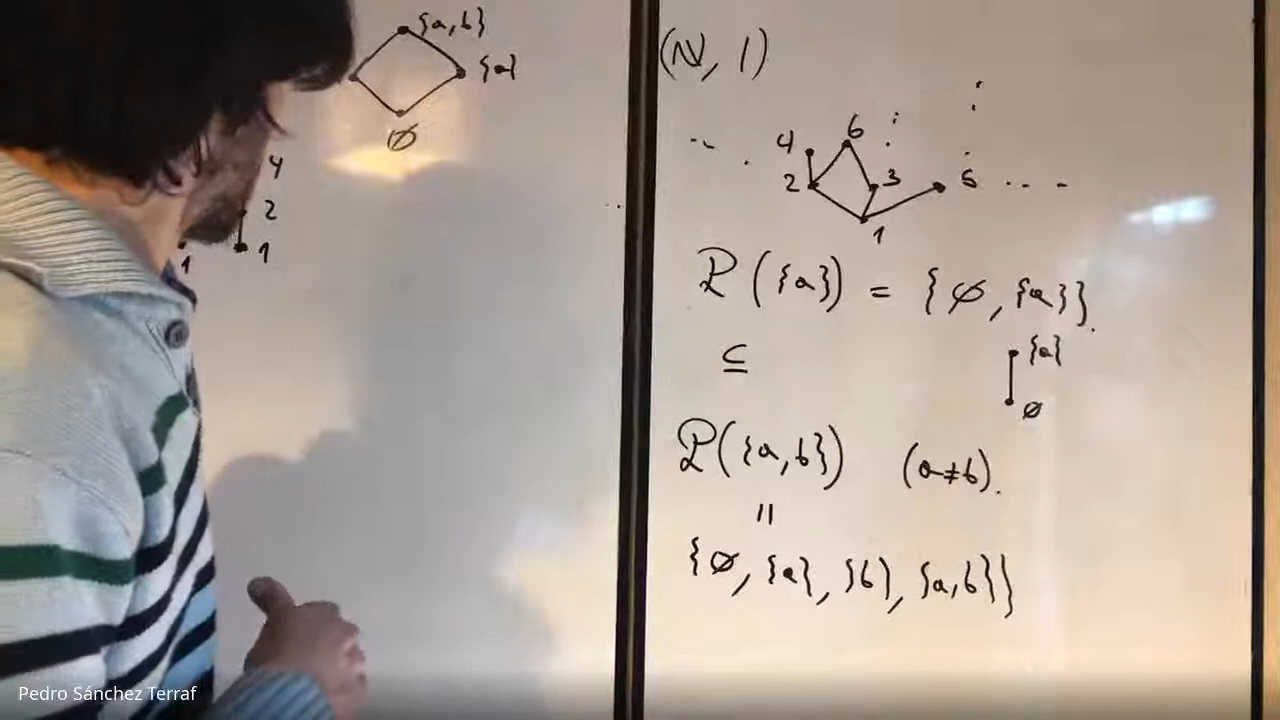 {a,b}
{a}
∅
4
2
1
1
(ℕ, |)
4 6
2 3 5
1
𝒫({a}) = {∅, {a}}.
⊆
{a}
∅
𝒫({a,b}) (a≠b).
=
{∅, {a}, {b}, {a,b}}
Pedro Sánchez Terraf